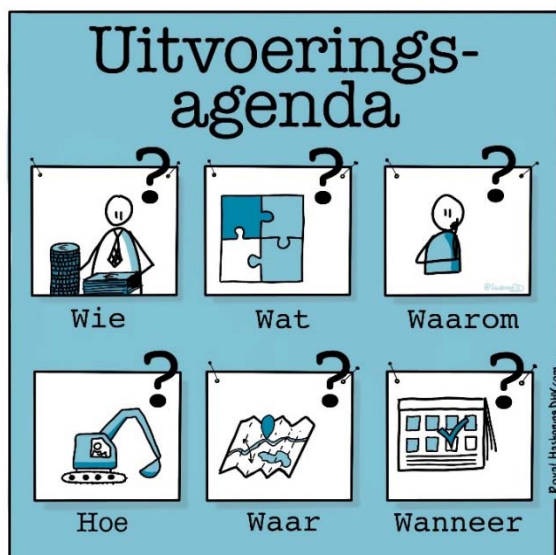 Uitvoerings-
agenda
?
?
?
Wie
Wat
Waarom
?
?
?
Hoe
Waar
Wanneer